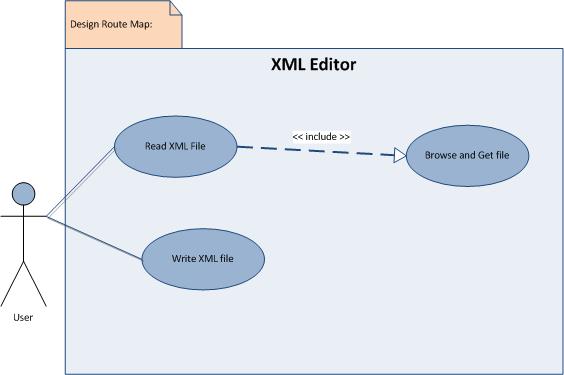 Design Route Map:
XML Editor
<< include >>
Read XML File
Browse and Get file
Write XML file
User